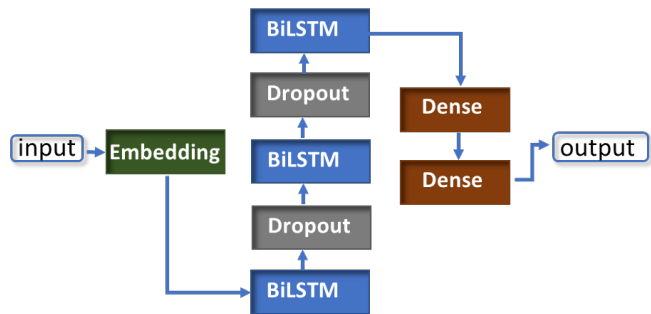 input
Embedding
BiLSTM
Dropout
BiLSTM
Dropout
BiLSTM
Dense
Dense
output